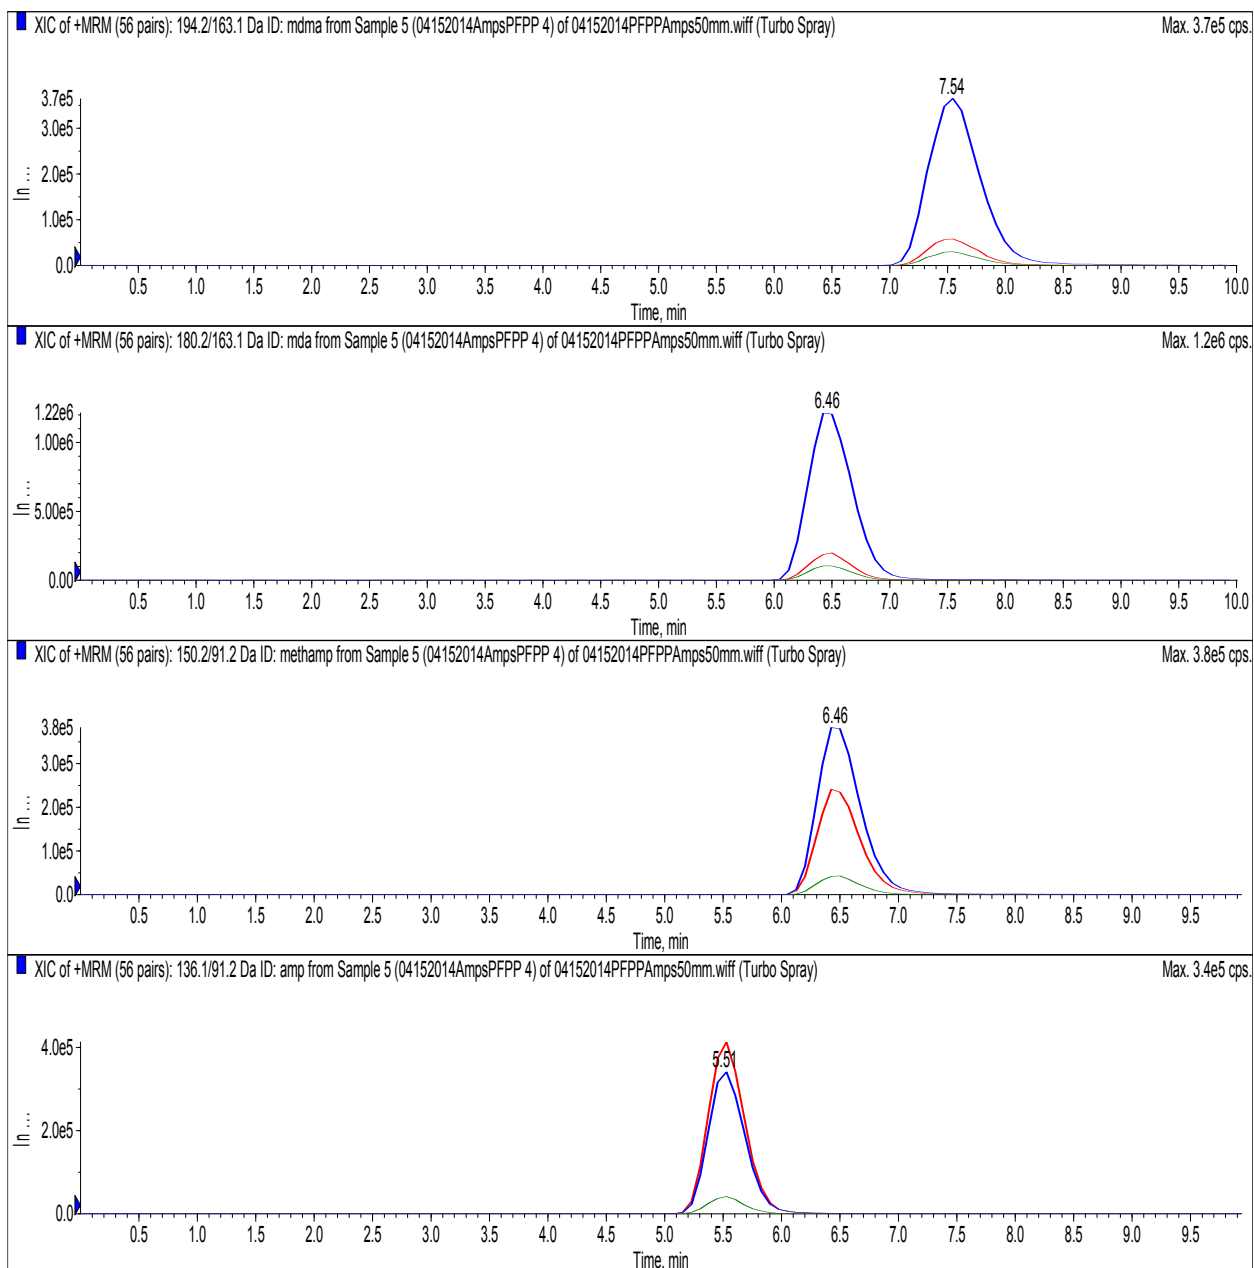 XIC of +MRM (56 pairs): 194.2/163.1 Da ID: mdma from Sample 5 (04152014AmpsPFPP 4) of 04152014PFPPAmps50mm.wiff (Turbo Spray) Max. 3.7e5 cps.
7.54
3.7e5
3.0e5
2.0e5
1.0e5
0.0
In ...
0.5 1.0 1.5 2.0 2.5 3.0 3.5 4.0 4.5 5.0 5.5 6.0 6.5 7.0 7.5 8.0 8.5 9.0 9.5 10.0
Time, min
XIC of +MRM (56 pairs): 180.2/163.1 Da ID: mda from Sample 5 (04152014AmpsPFPP 4) of 04152014PFPPAmps50mm.wiff (Turbo Spray) Max. 1.2e6 cps.
6.46
1.22e6
1.00e6
5.00e5
0.00
In ...
0.5 1.0 1.5 2.0 2.5 3.0 3.5 4.0 4.5 5.0 5.5 6.0 6.5 7.0 7.5 8.0 8.5 9.0 9.5 10.0
Time, min
XIC of +MRM (56 pairs): 150.2/91.2 Da ID: methamp from Sample 5 (04152014AmpsPFPP 4) of 04152014PFPPAmps50mm.wiff (Turbo Spray) Max. 3.8e5 cps.
6.46
3.8e5
3.0e5
2.0e5
1.0e5
0.0
In ...
0.5 1.0 1.5 2.0 2.5 3.0 3.5 4.0 4.5 5.0 5.5 6.0 6.5 7.0 7.5 8.0 8.5 9.0 9.5
Time, min
XIC of +MRM (56 pairs): 136.1/91.2 Da ID: amp from Sample 5 (04152014AmpsPFPP 4) of 04152014PFPPAmps50mm.wiff (Turbo Spray) Max. 3.4e5 cps.
4.0e5
5.51
2.0e5
0.0
In ...
0.5 1.0 1.5 2.0 2.5 3.0 3.5 4.0 4.5 5.0 5.5 6.0 6.5 7.0 7.5 8.0 8.5 9.0 9.5
Time, min